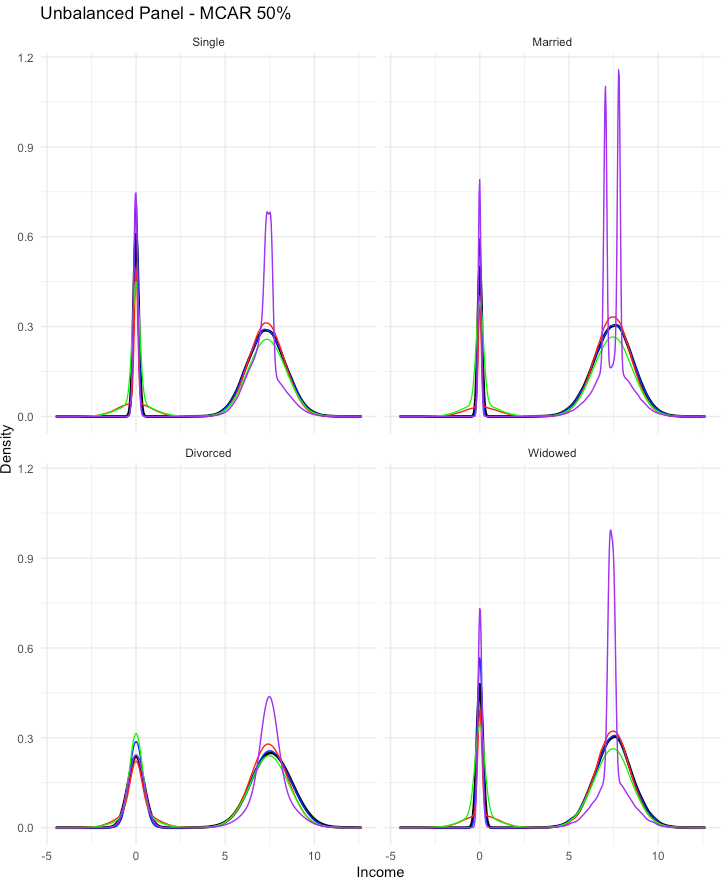 Unbalanced Panel - MCAR 50%
Single
Married
1.2
0.9
0.6
0.3
0.0
Density
Divorced
Widowed
1.2
0.9
0.6
0.3
0.0
-5 0 5 10 -5 0 5 10
Income